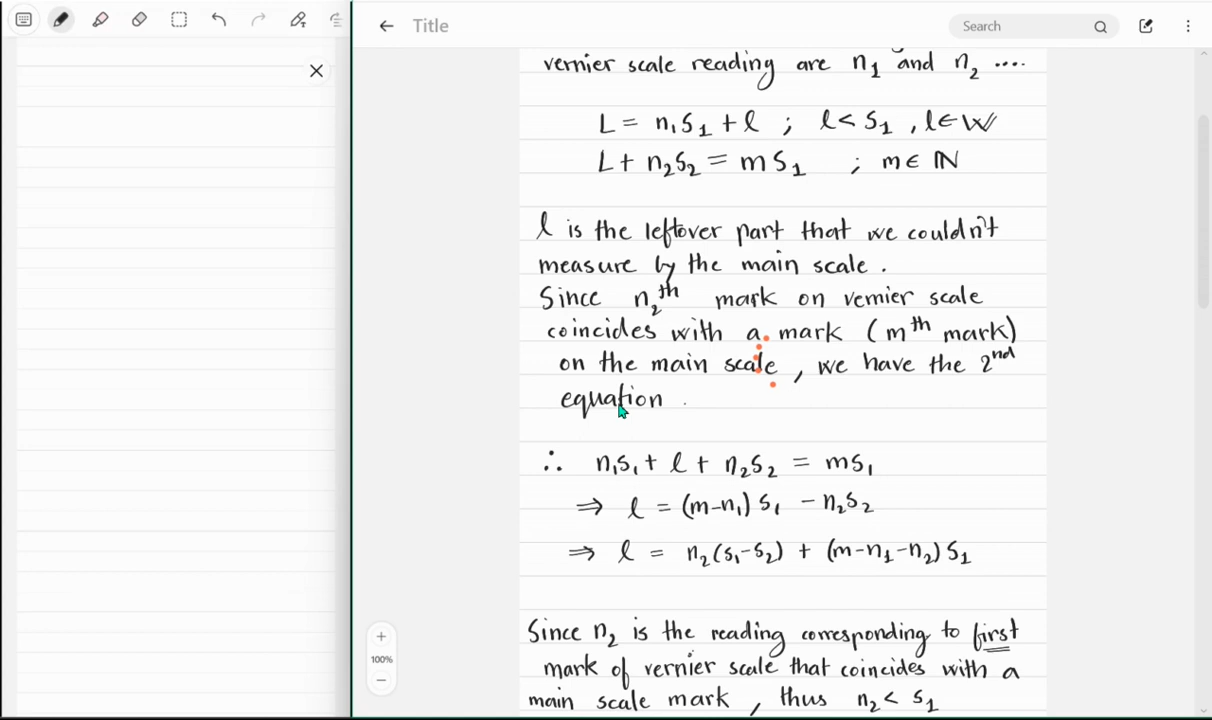 Title
Search
vernier scale reading are n₁ and n₂ ....
L = n₁S₁ + l ; l < S₁ , l ∈ W
L + n₂S₂ = m S₁ ; m ∈ ℕ
l is the leftover part that we couldn't
measure by the main scale .
Since n₂ᵗʰ mark on vernier scale
coincides with a mark (mᵗʰ mark)
on the main scale , we have the 2ⁿᵈ
equation .
∴ n₁s₁ + l + n₂s₂ = ms₁
⇒ l = (m-n₁) s₁ - n₂s₂
⇒ l = n₂(s₁-s₂) + (m-n₁-n₂) S₁
Since n₂ is the reading corresponding to first
mark of vernier scale that coincides with a
main scale mark , thus n₂ < s₁
100%